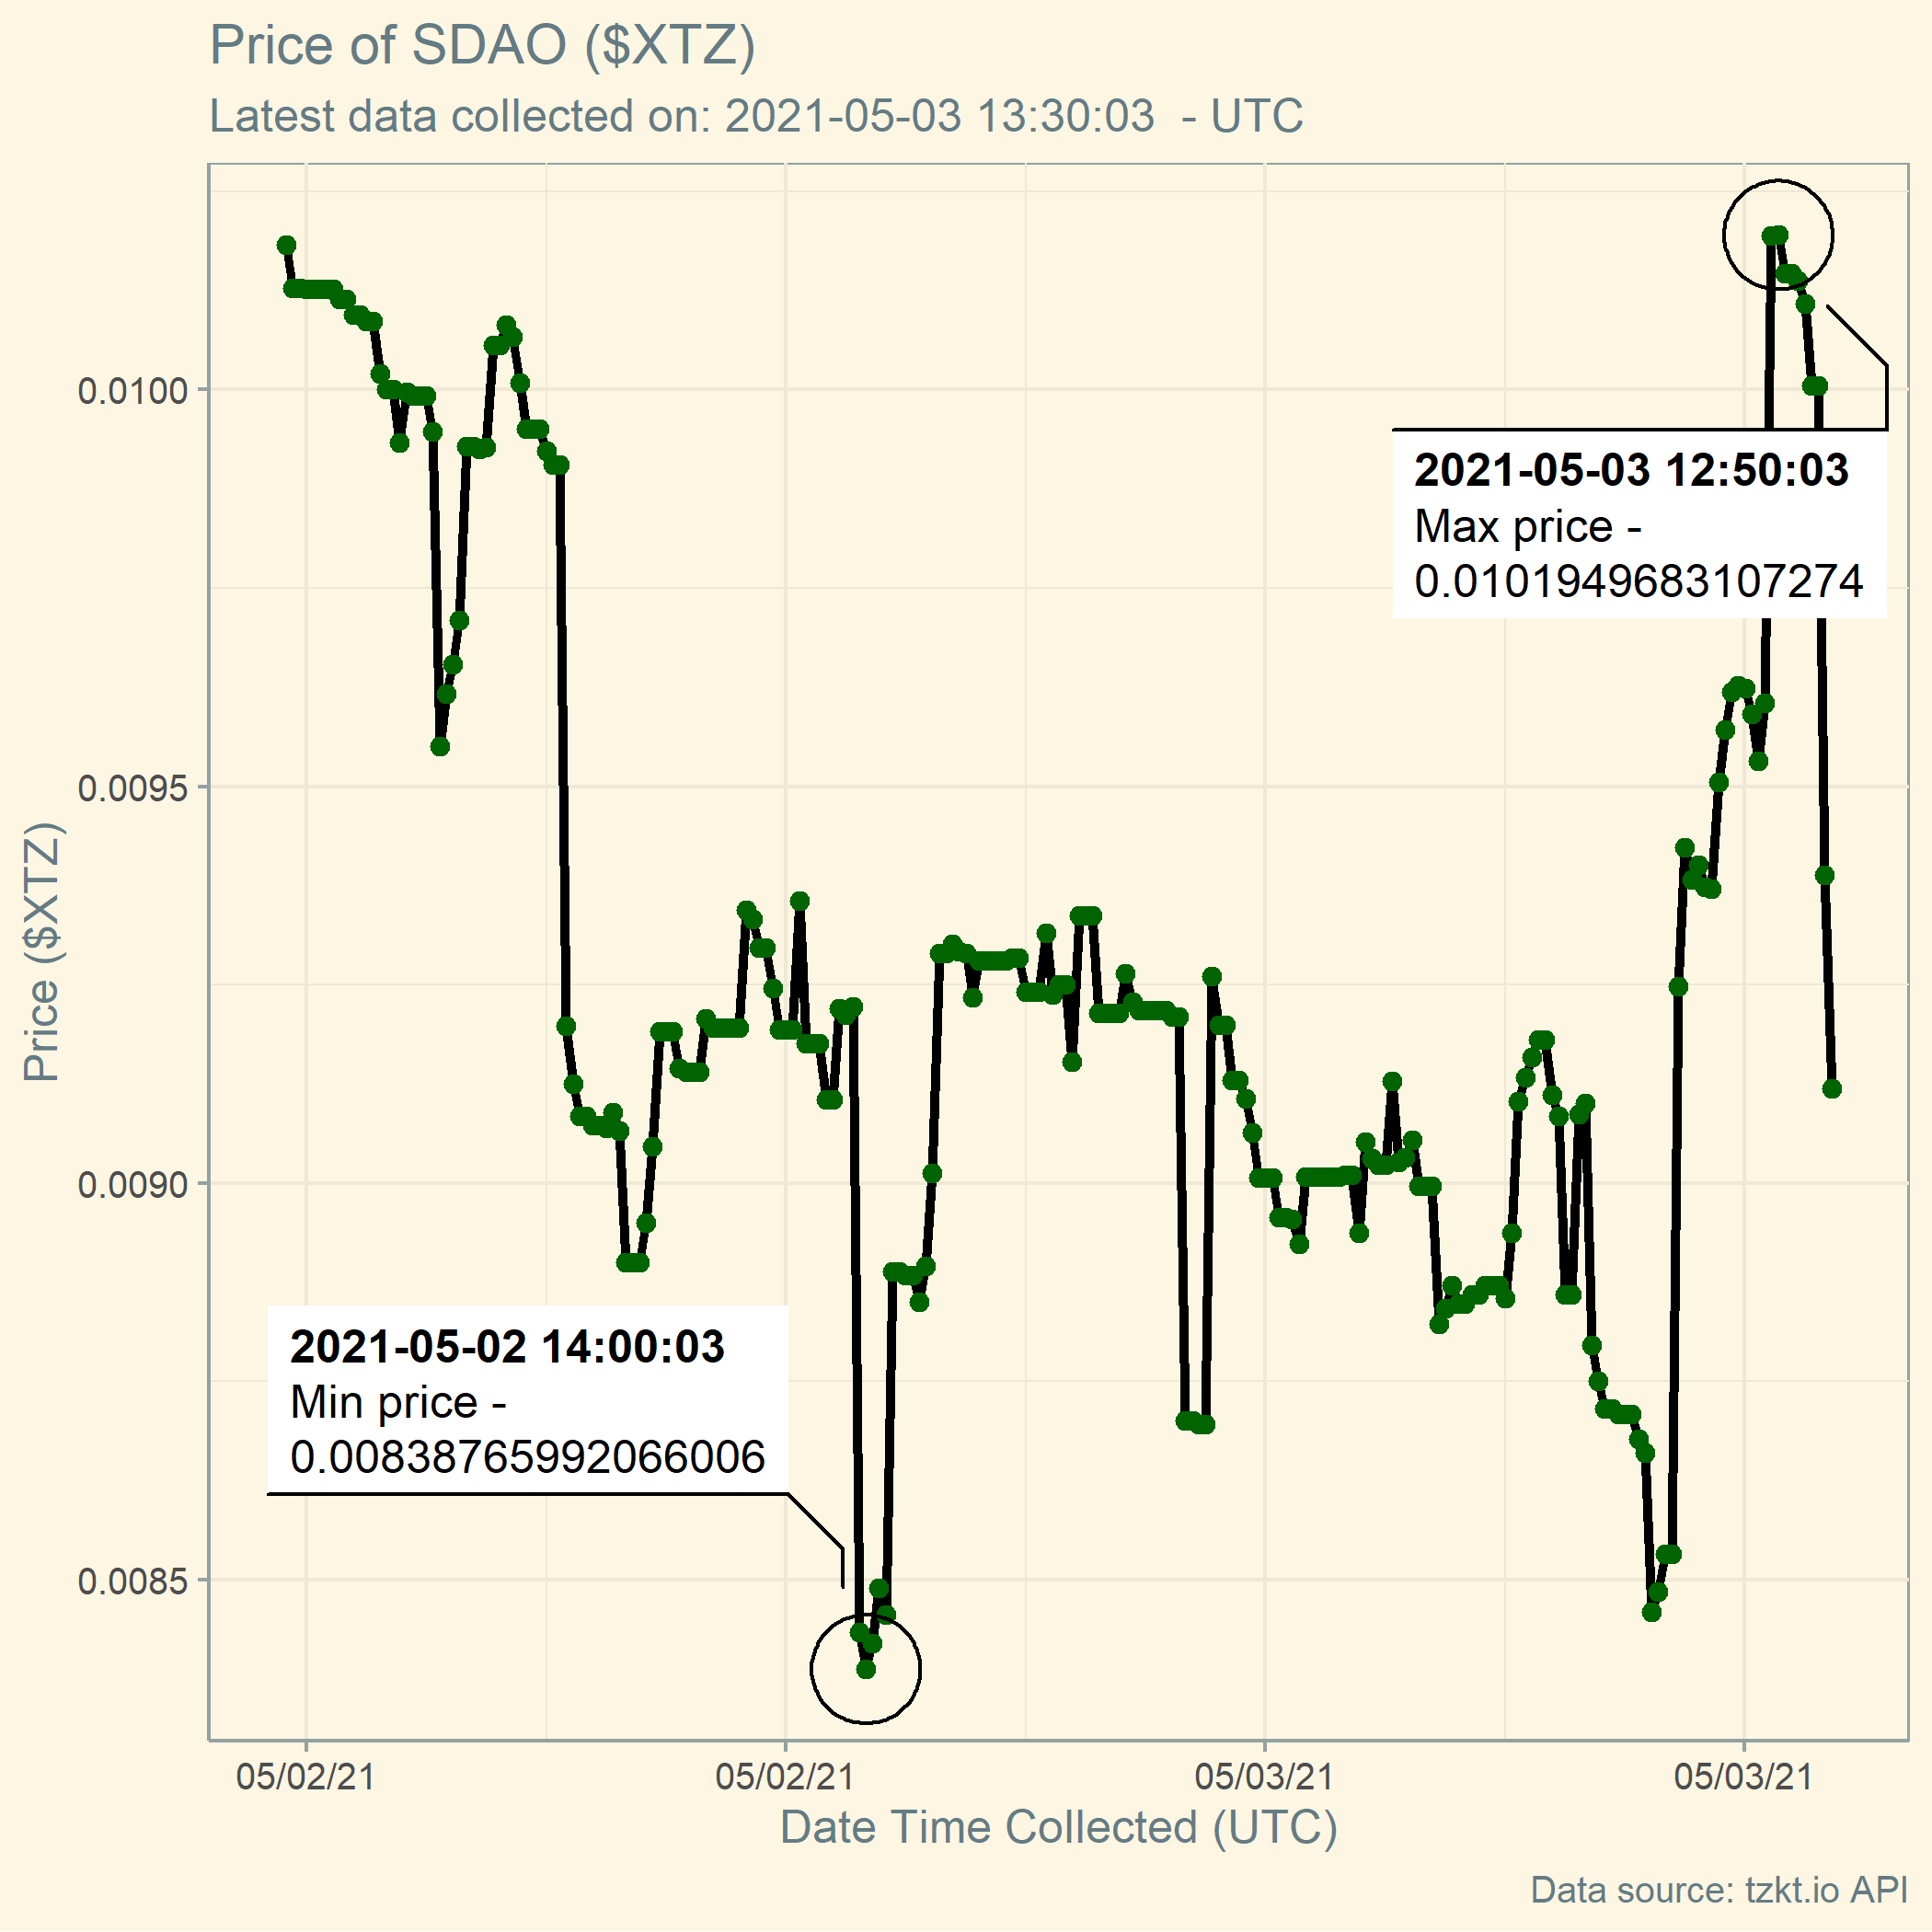 Price of SDAO ($XTZ)
Latest data collected on: 2021-05-03 13:30:03  - UTC
0.0100
0.0095
0.0090
0.0085
Price ($XTZ)
2021-05-03 12:50:03
Max price -
0.0101949683107274
2021-05-02 14:00:03
Min price -
0.00838765992066006
05/02/21
05/02/21
05/03/21
05/03/21
Date Time Collected (UTC)
Data source: tzkt.io API